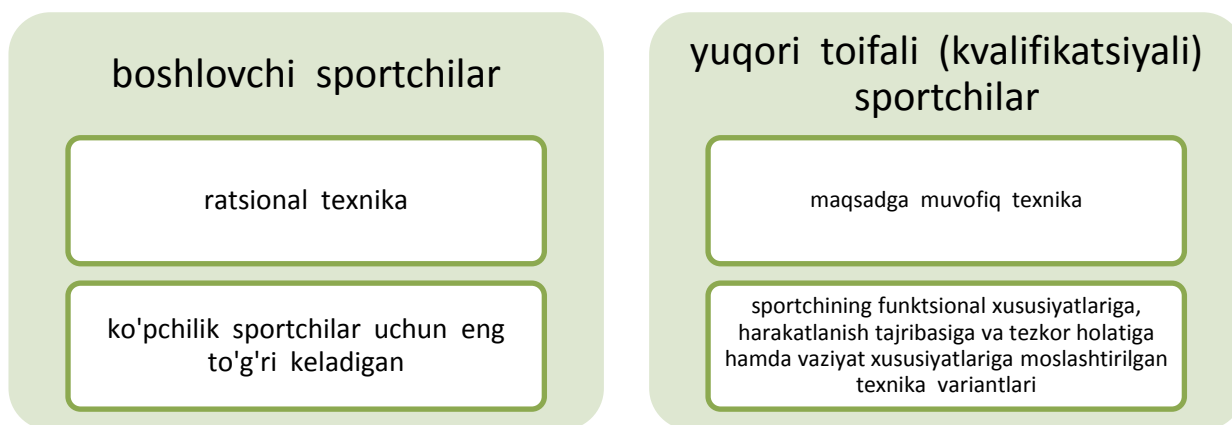 boshlovchi sportchilar
ratsional texnika
ko'pchilik sportchilar uchun eng
to'g'ri keladigan
yuqori toifali (kvalifikatsiyali)
sportchilar
maqsadga muvofiq texnika
sportchining funktsional xususiyatlariga,
harakatlanish tajribasiga va tezkor holatiga
hamda vaziyat xususiyatlariga moslashtirilgan
texnika variantlari